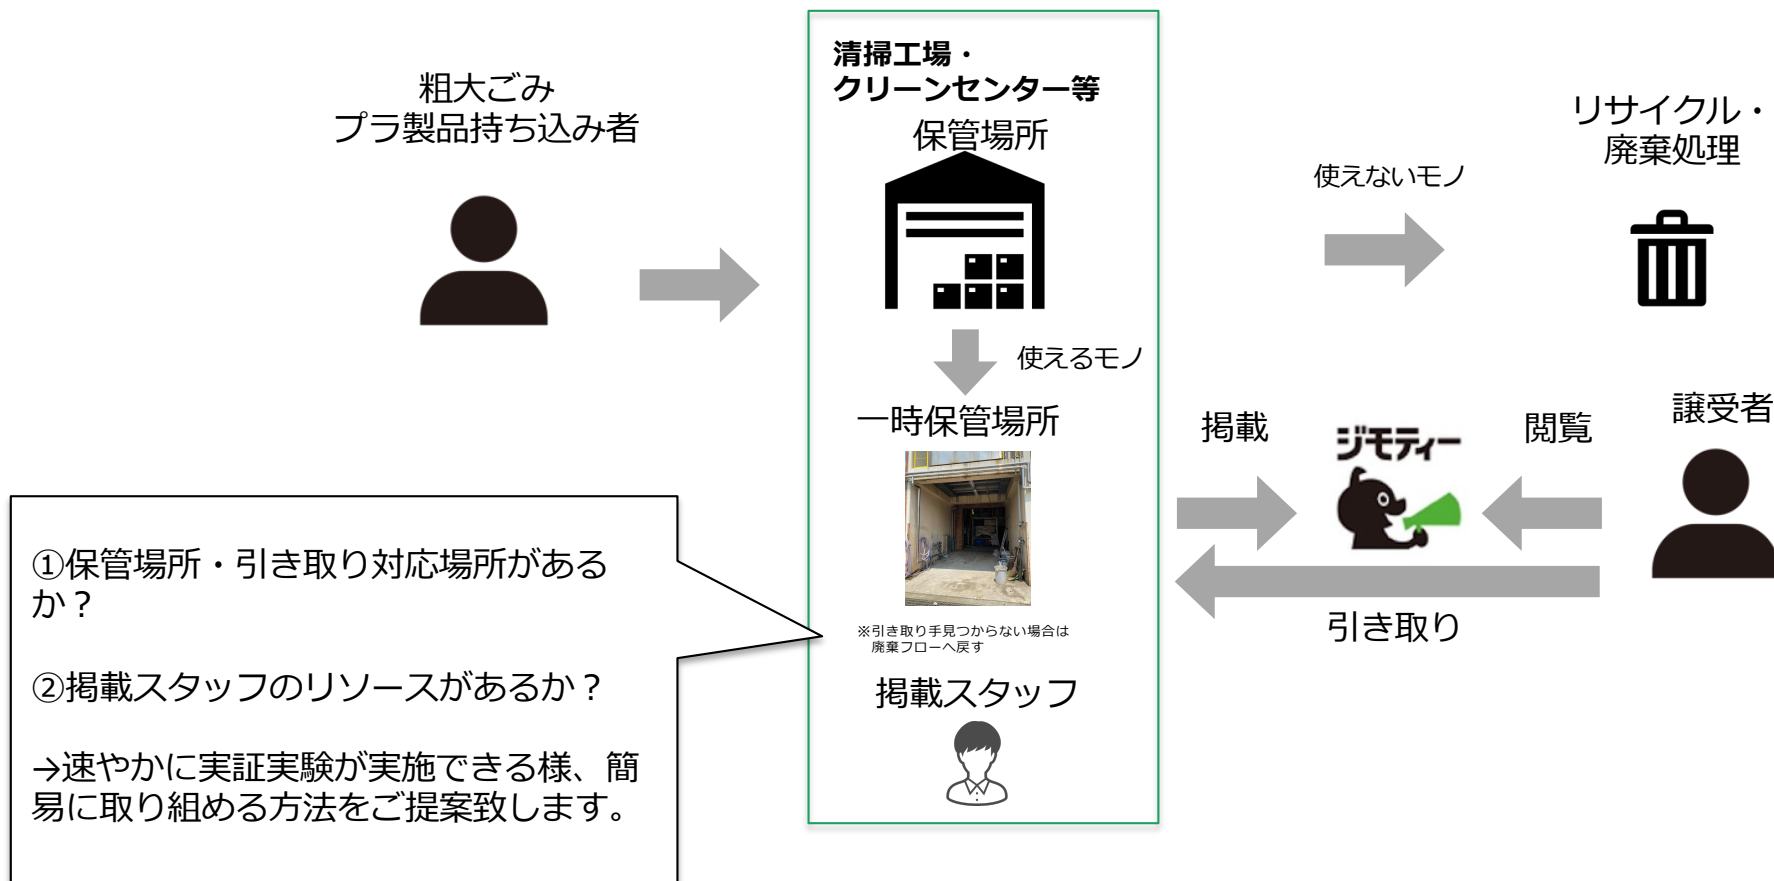 粗大ごみ
プラ製品持ち込み者
清掃工場・
クリーンセンター等
保管場所
使えるモノ
一時保管場所
※引き取り手見つからない場合は
廃棄フローへ戻す
掲載スタッフ
使えないモノ
リサイクル・
廃棄処理
掲載
ジモティー
閲覧
譲受者
引き取り
①保管場所・引き取り対応場所がある
か？
②掲載スタッフのリソースがあるか？
→速やかに実証実験が実施できる様、簡
易に取り組める方法をご提案致します。